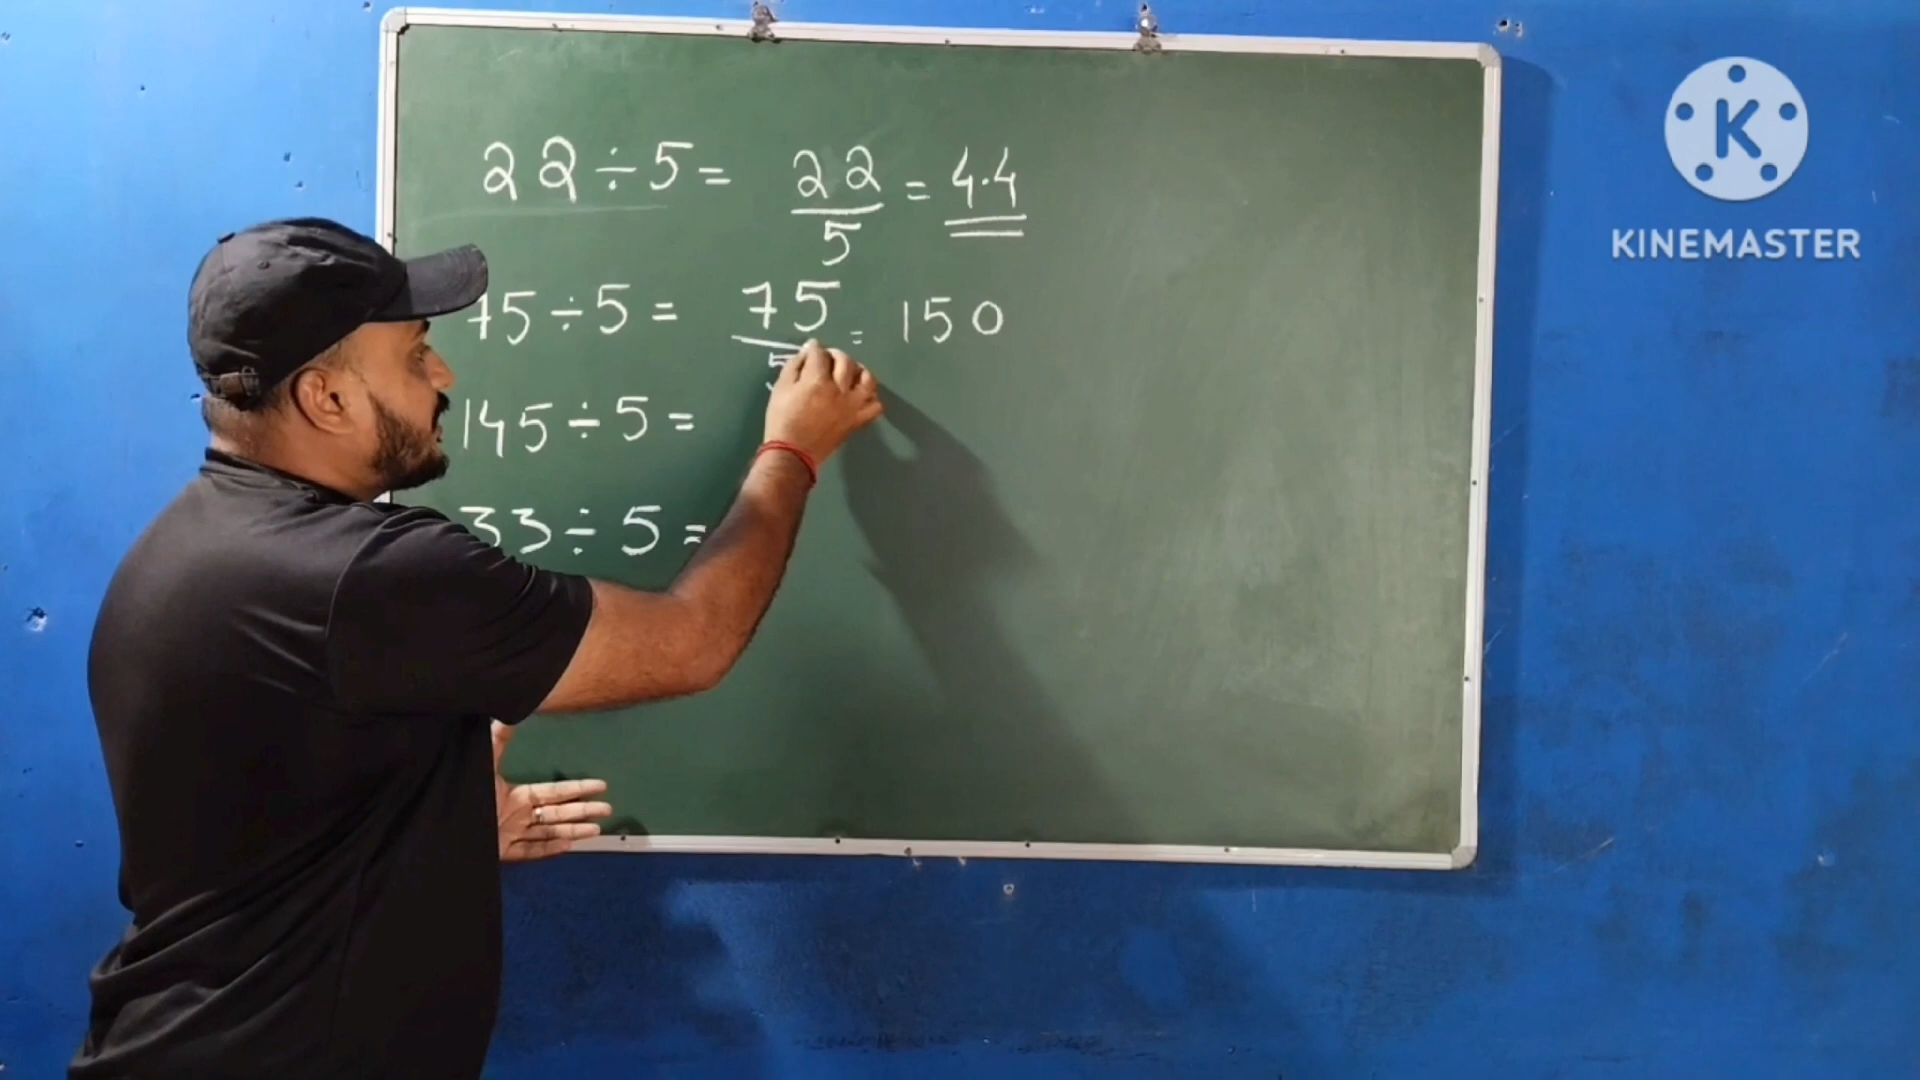 22÷5= 22/5 = 4.4
75÷5= 75/5 = 150
145÷5=
33÷5=
K
KINEMASTER